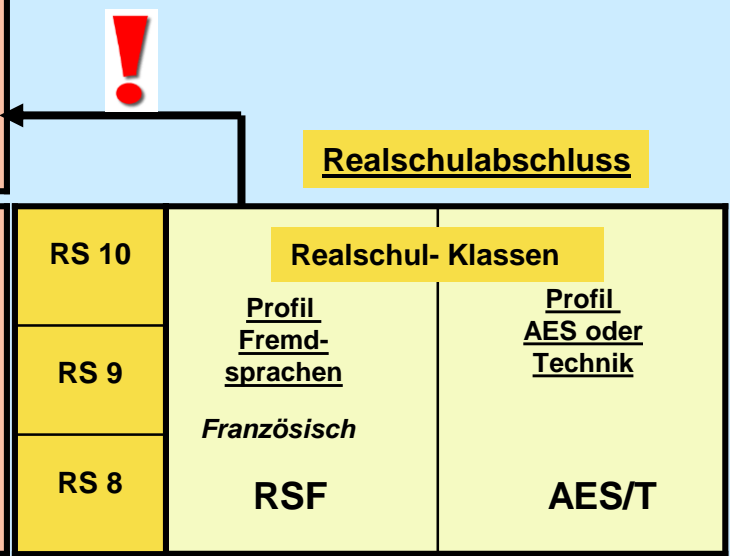 Realschulabschluss
RS 10
Realschul- Klassen
Profil
Fremd-
sprachen
Profil
AES oder
Technik
RS 9
Französisch
RS 8
RSF
AES/T